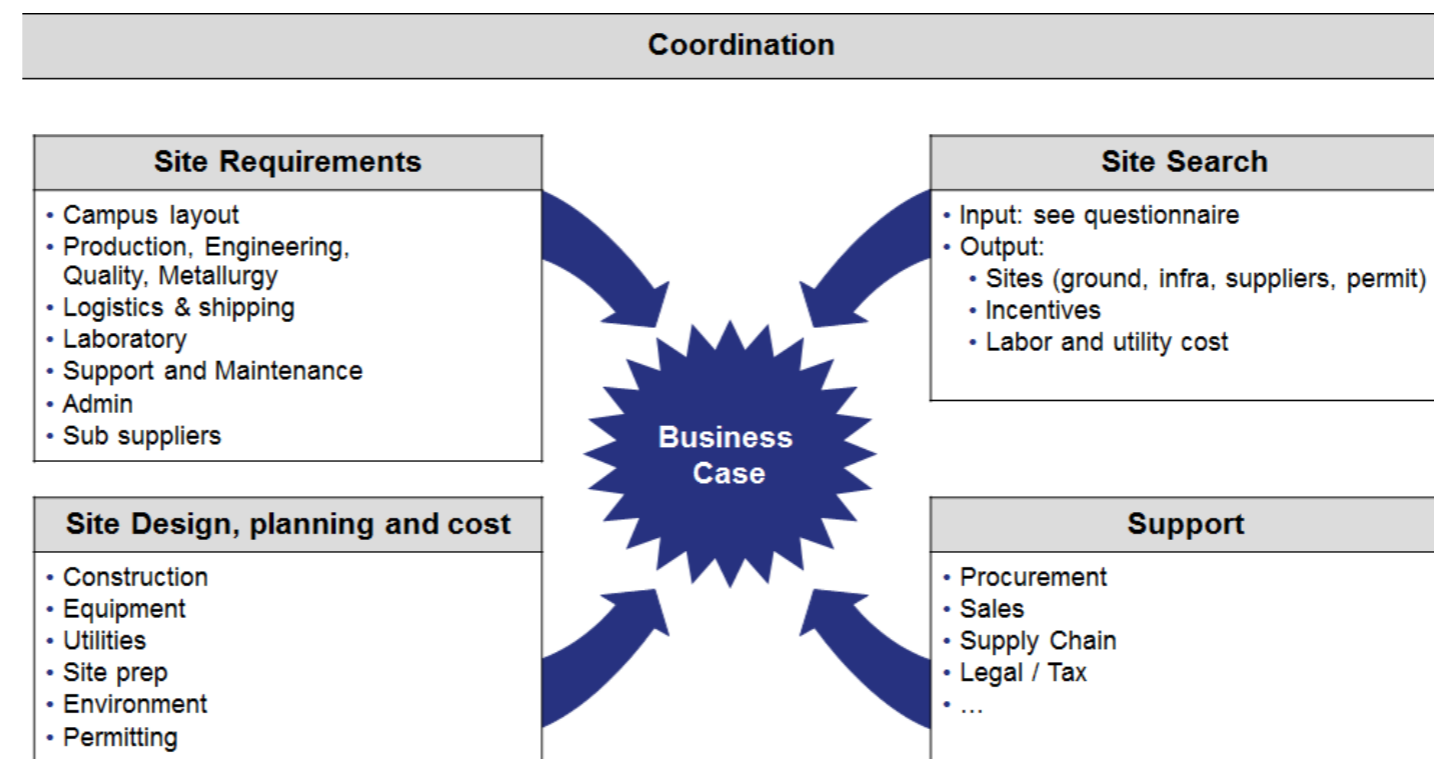 Coordination
Site Requirements
• Campus layout
• Production, Engineering,
Quality, Metallurgy
• Logistics & shipping
• Laboratory
• Support and Maintenance
• Admin
• Sub suppliers
Site Search
• Input: see questionnaire
• Output:
• Sites (ground, infra, suppliers, permit)
• Incentives
• Labor and utility cost
Business
Case
Site Design, planning and cost
• Construction
• Equipment
• Utilities
• Site prep
• Environment
• Permitting
Support
• Procurement
• Sales
• Supply Chain
• Legal / Tax
• ...